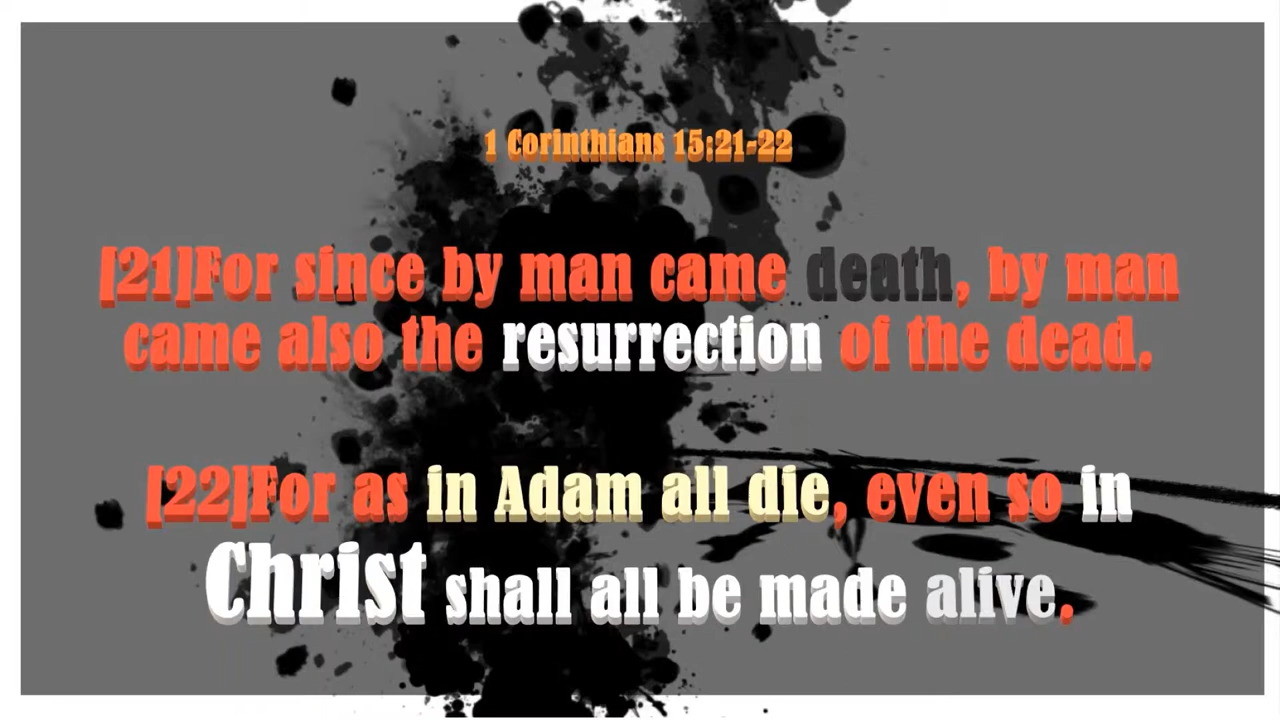 1 Corinthians 15:21-22
[21]For since by man came death, by man
came also the resurrection of the dead.
[22]For as in Adam all die, even so in
Christ shall all be made alive.